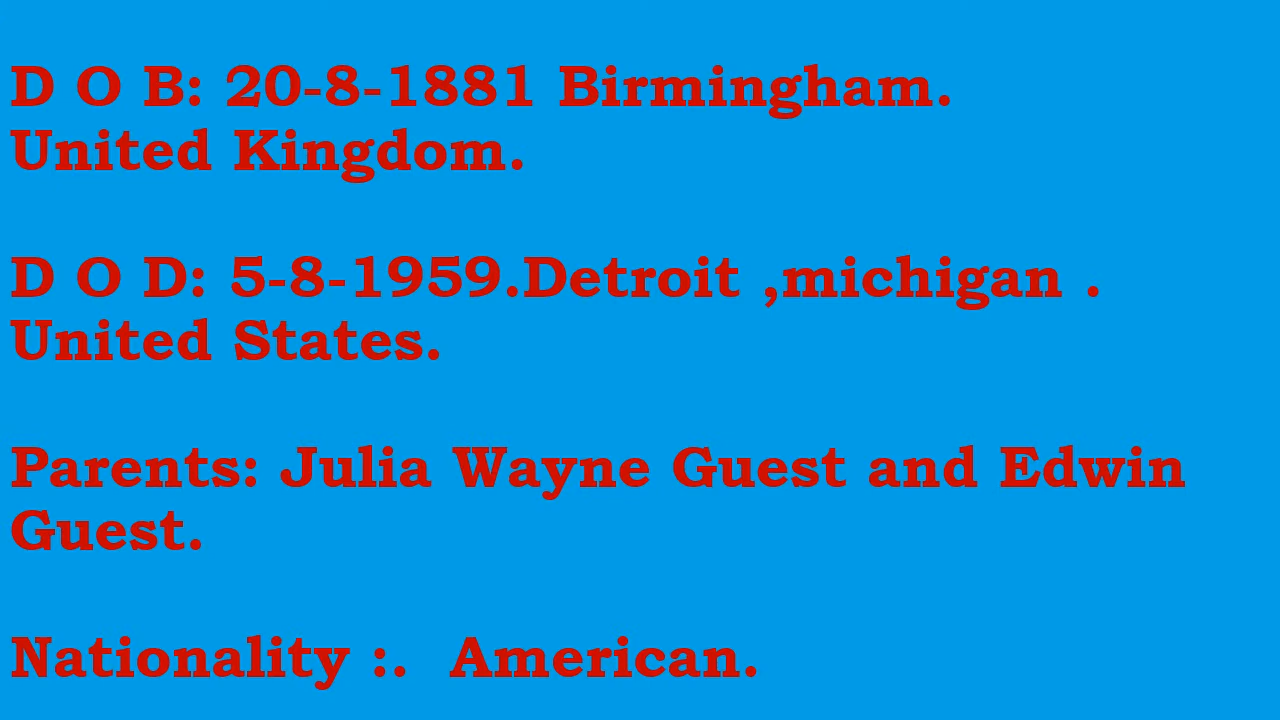 D O B: 20-8-1881 Birmingham.
United Kingdom.
D O D: 5-8-1959.Detroit ,michigan .
United States.
Parents: Julia Wayne Guest and Edwin
Guest.
Nationality :.  American.